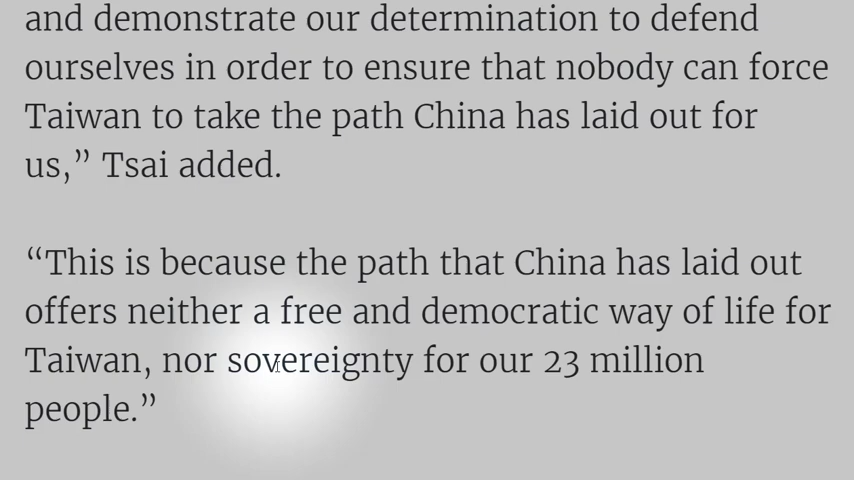 and demonstrate our determination to defend
ourselves in order to ensure that nobody can force
Taiwan to take the path China has laid out for
us,” Tsai added.
“This is because the path that China has laid out
offers neither a free and democratic way of life for
Taiwan, nor sovereignty for our 23 million
people.”